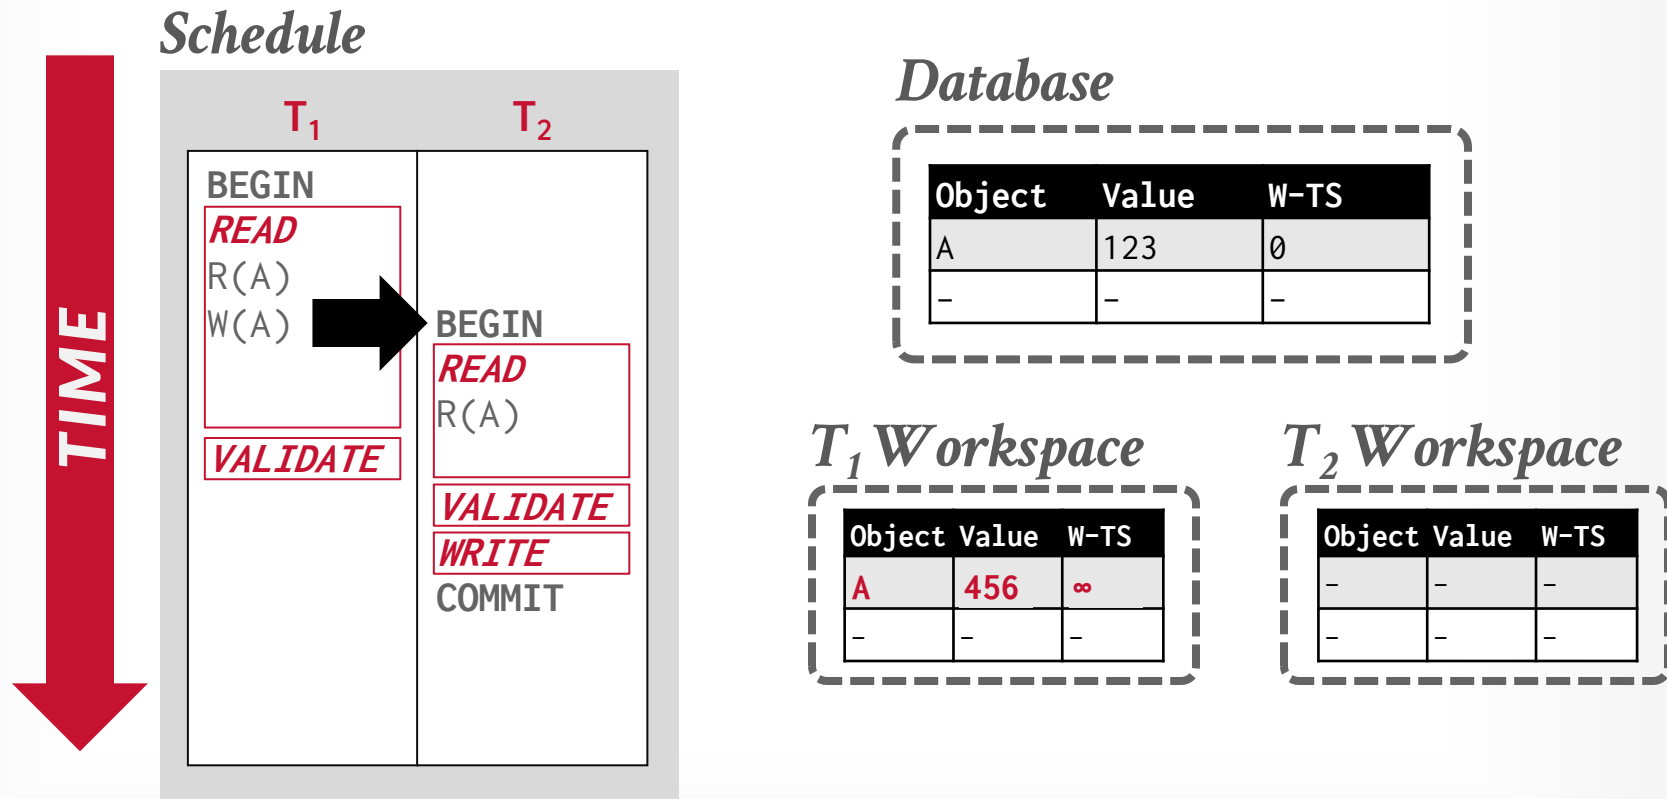 Schedule
TIME
T1 T2
BEGIN
READ
R(A)
W(A)
VALIDATE
BEGIN
READ
R(A)
VALIDATE
WRITE
COMMIT
Database
Object Value W-TS
A 123 0
- - -
T1 Workspace
Object Value W-TS
A 456 ∞
- - -
T2 Workspace
Object Value W-TS
- - -
- - -